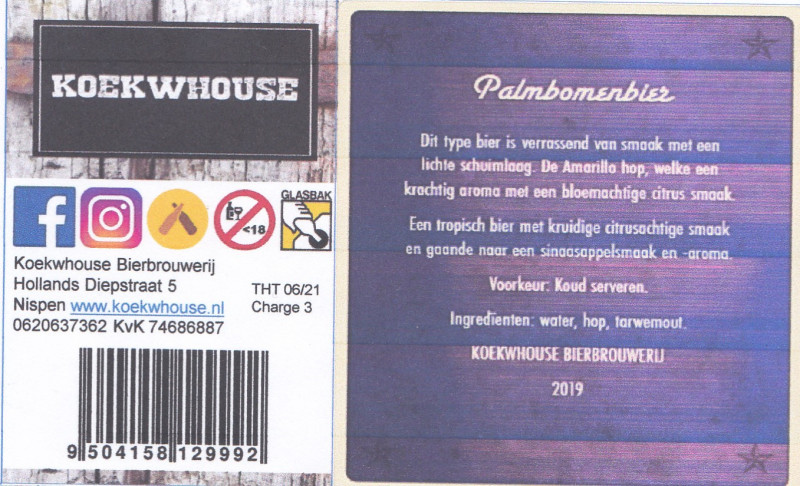 KOEKWHOUSE
<18
GLASBAK
Koekwhouse Bierbrouwerij
Hollands Diepstraat 5
THT 06/21
Nispen www.koekwhouse.nl
Charge 3
0620637362 KvK 74686887
9 504158 129992
Palmbomenbier
Dit type bier is verrassend van smaak met een
lichte schuimlaag. De Amarillo hop, welke een
krachtig aroma met een bloemachtige citrus smaak.
Een tropisch bier met kruidige citrusachtige smaak
en gaande naar een sinaasappelsmaak en -aroma.
Voorkeur: Koud serveren.
Ingredïenten: water, hop, tarwemout.
KOEKWHOUSE BIERBROUWERIJ
2019